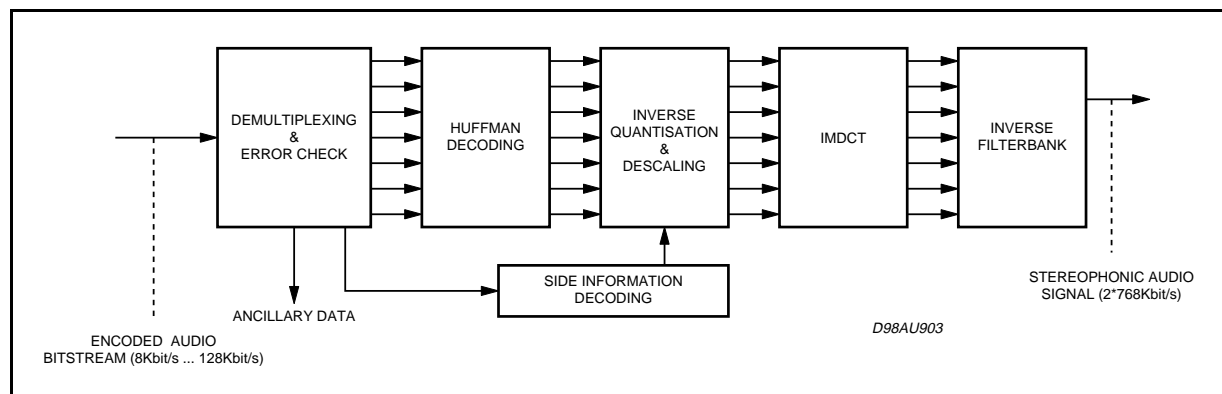 DEMULTIPLEXING
&
ERROR CHECK
HUFFMAN
DECODING
INVERSE
QUANTISATION
&
DESCALING
IMDCT
INVERSE
FILTERBANK
SIDE INFORMATION
DECODING
ANCILLARY DATA
ENCODED AUDIO
BITSTREAM (8Kbit/s ... 128Kbit/s)
STEREOPHONIC AUDIO
SIGNAL (2*768Kbit/s)
D98AU903